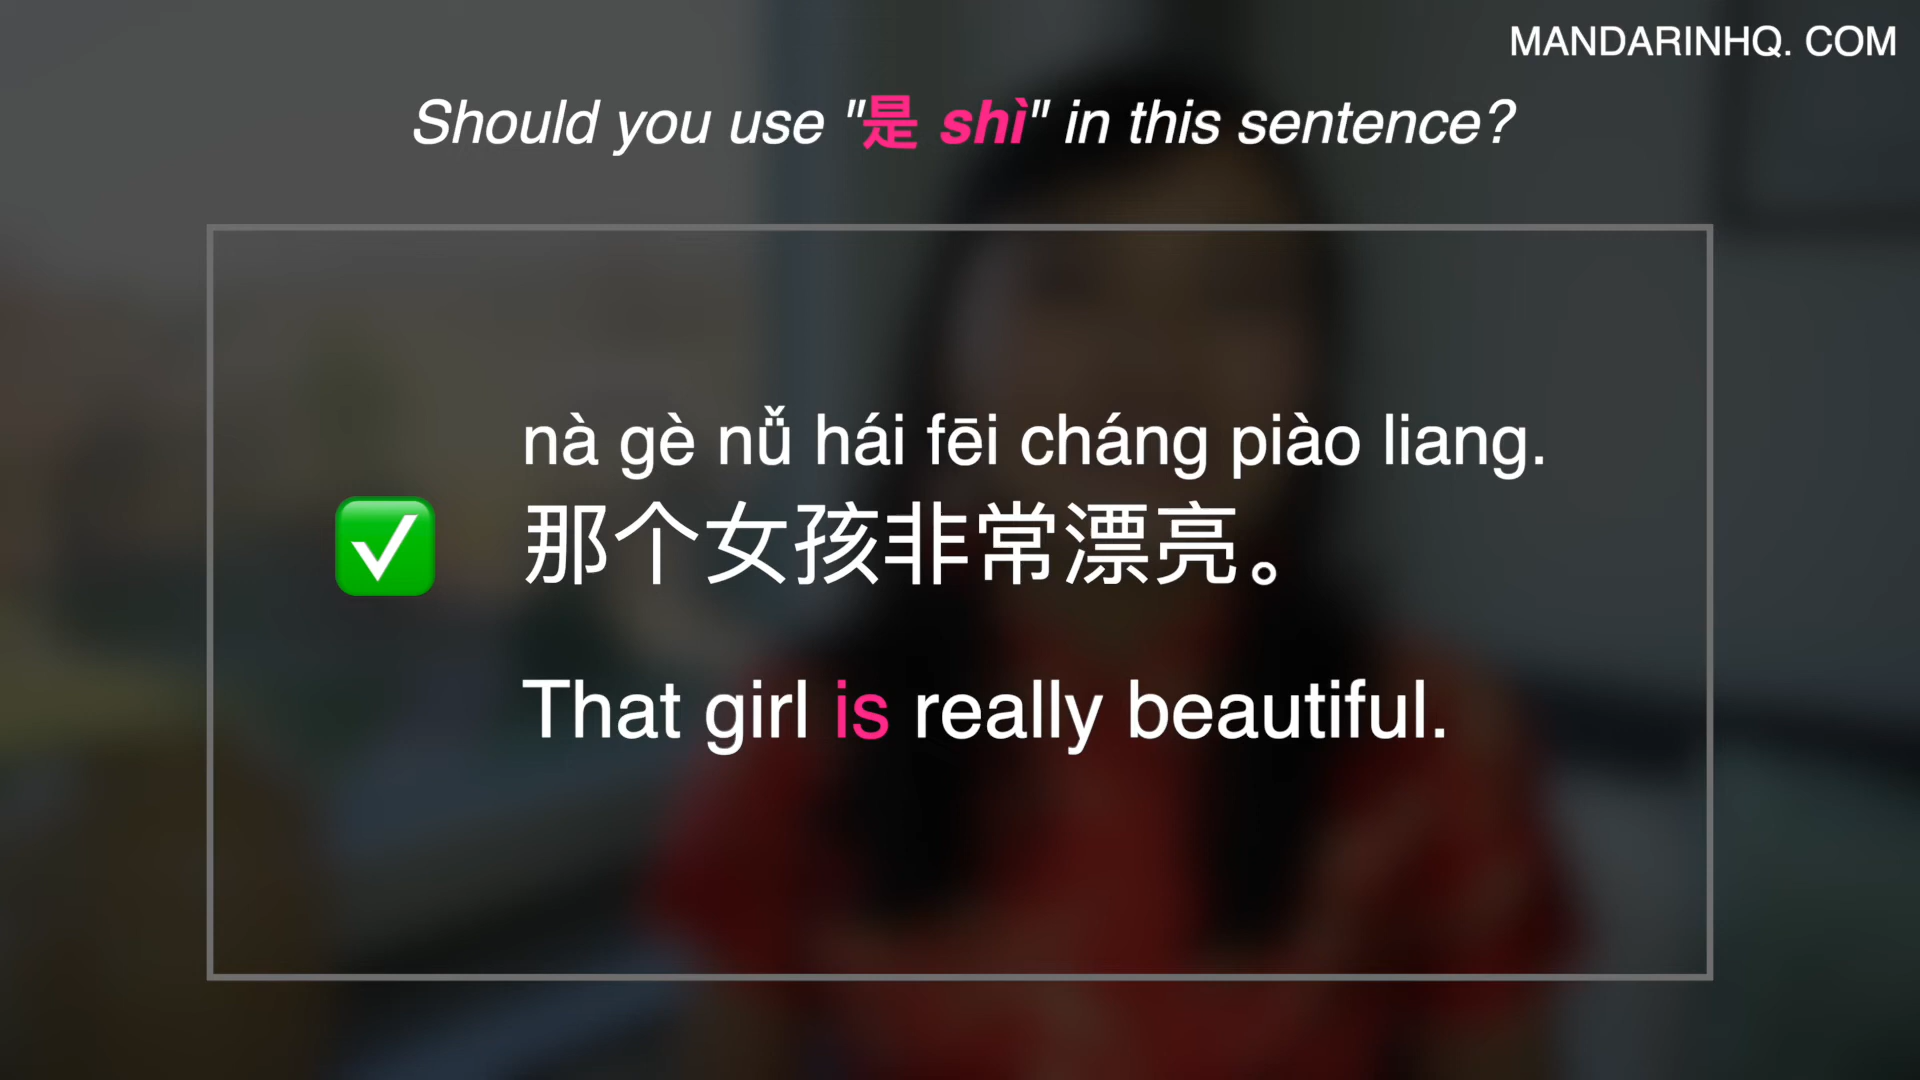 MANDARINHQ. COM
Should you use "是 shì" in this sentence?
nà gè nǚ hái fēi cháng piào liang.
那个女孩非常漂亮。
That girl is really beautiful.